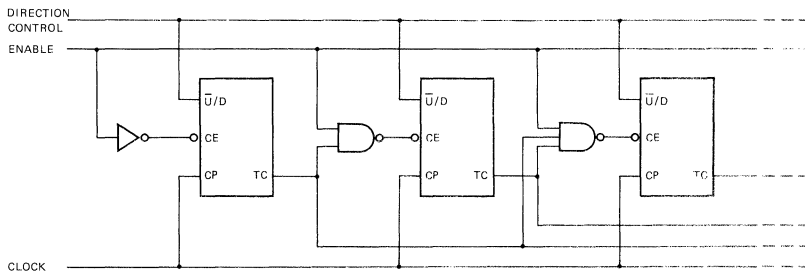 DIRECTION
CONTROL
ENABLE
U̅/D
CE
CP
TC
U̅/D
CE
CP
TC
U̅/D
CE
CP
TC
CLOCK